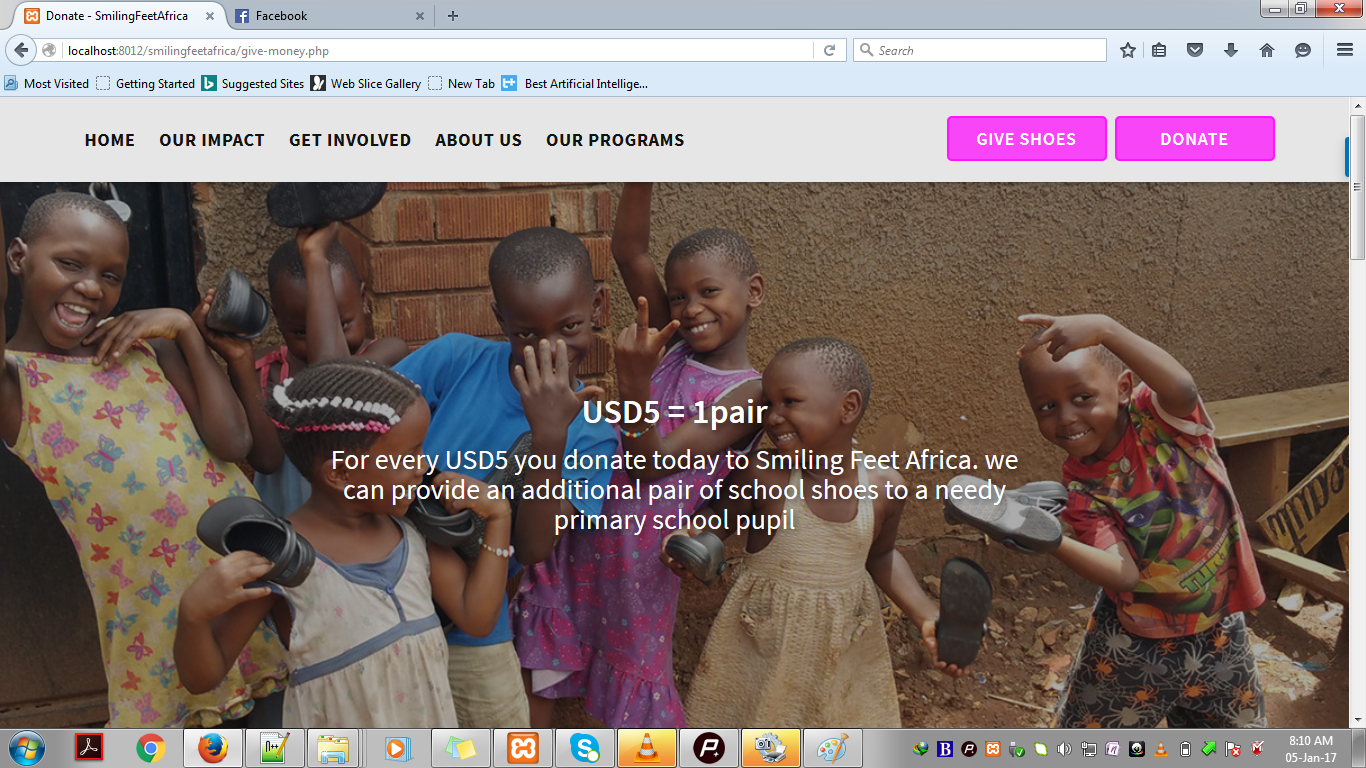 Donate - SmilingFeetAfrica
Facebook
localhost:8012/smilingfeetafrica/give-money.php
Search
Most Visited Getting Started Suggested Sites Web Slice Gallery New Tab Best Artificial Intellige...
HOME OUR IMPACT GET INVOLVED ABOUT US OUR PROGRAMS GIVE SHOES DONATE
USD5 = 1pair
For every USD5 you donate today to Smiling Feet Africa. we
can provide an additional pair of school shoes to a needy
primary school pupil
8:10 AM
05-Jan-17